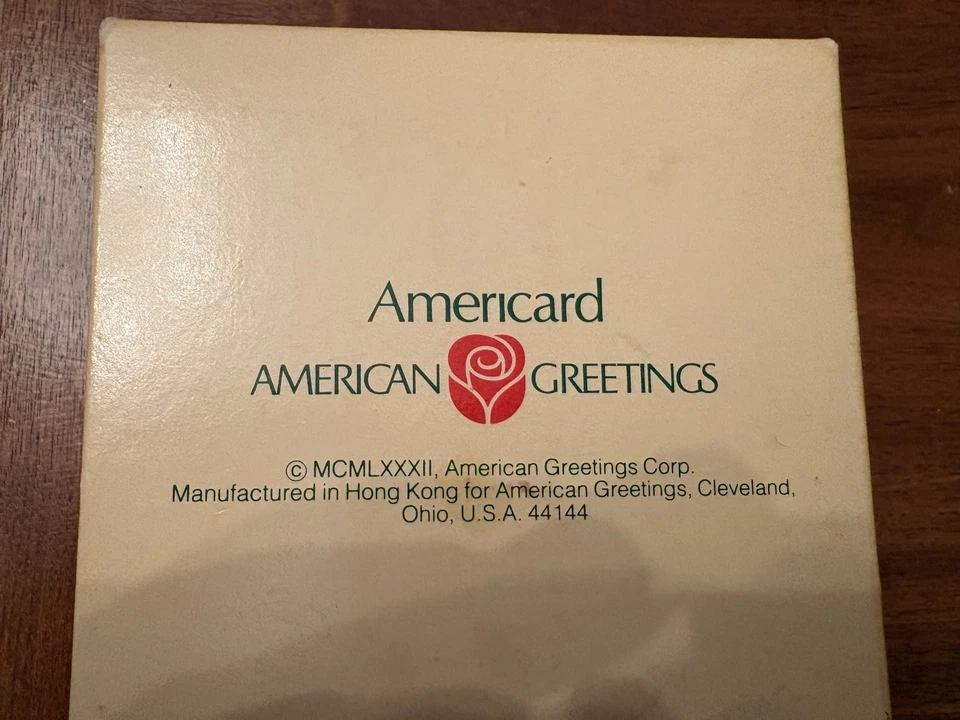 Americard
AMERICAN GREETINGS
© MCMLXXXII, American Greetings Corp.
Manufactured in Hong Kong for American Greetings, Cleveland,
Ohio, U.S.A. 44144